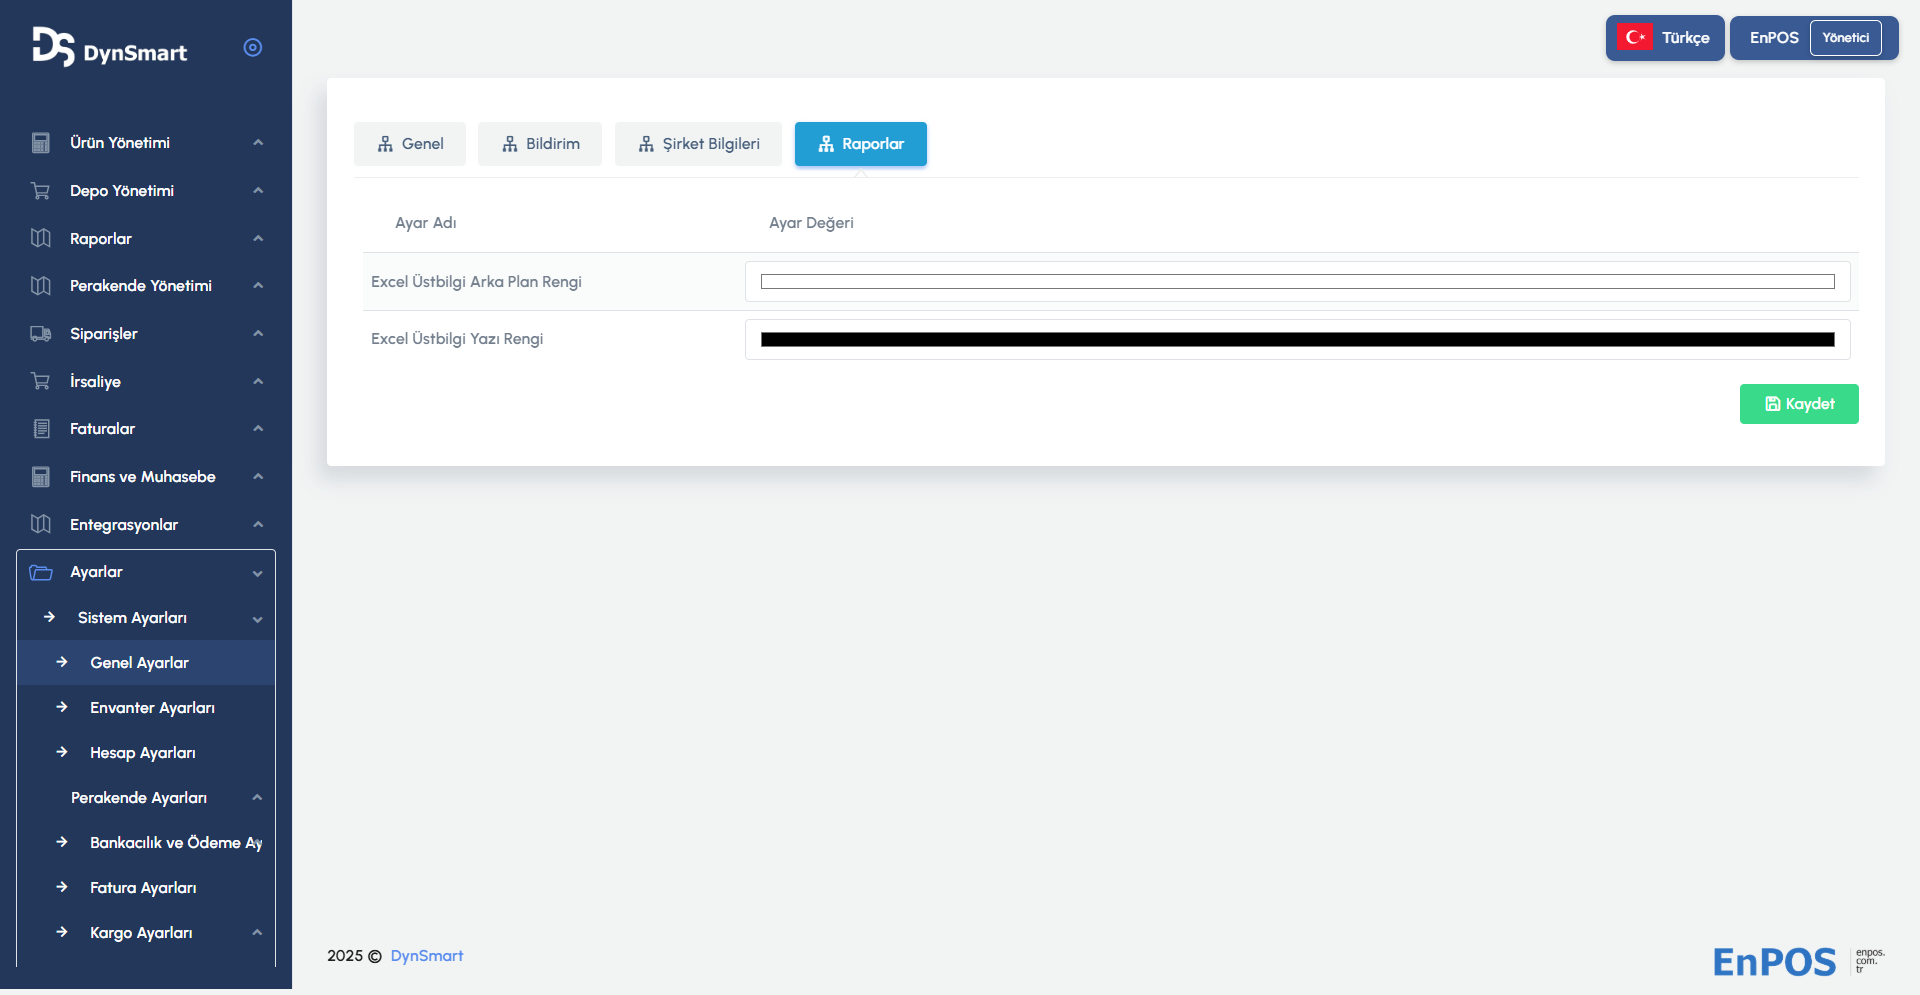 DS DynSmart
Türkçe
EnPOS Yönetici
Ürün Yönetimi
Depo Yönetimi
Raporlar
Perakende Yönetimi
Siparişler
İrsaliye
Faturalar
Finans ve Muhasebe
Entegrasyonlar
Ayarlar
Sistem Ayarları
Genel Ayarlar
Envanter Ayarları
Hesap Ayarları
Perakende Ayarları
Bankacılık ve Ödeme Ay
Fatura Ayarları
Kargo Ayarları
Genel Bildirim Şirket Bilgileri Raporlar
Ayar Adı Ayar Değeri
Excel Üstbilgi Arka Plan Rengi
Excel Üstbilgi Yazı Rengi
Kaydet
2025 © DynSmart
EnPOS
enpos.
com.
tr